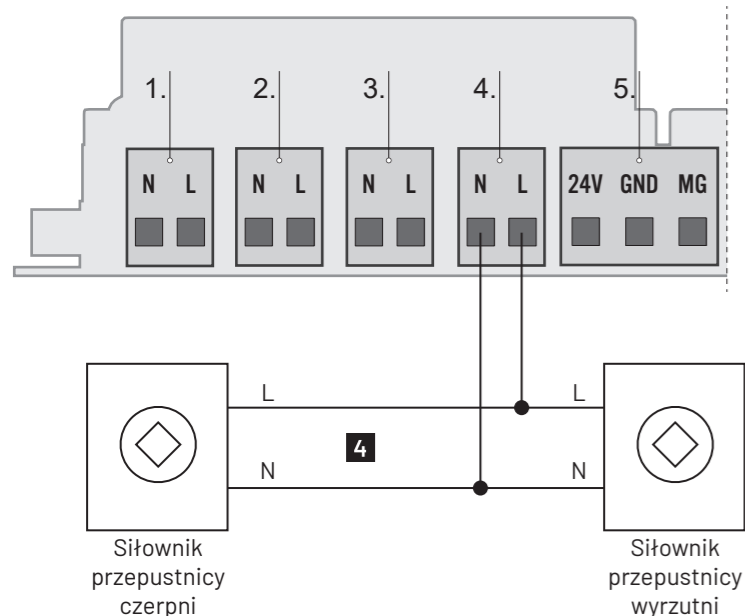 1. 2. 3. 4. 5.
N L N L N L N L 24V GND MG
L L
4
N N
Siłownik
przepustnicy
czerpni
Siłownik
przepustnicy
wyrzutni